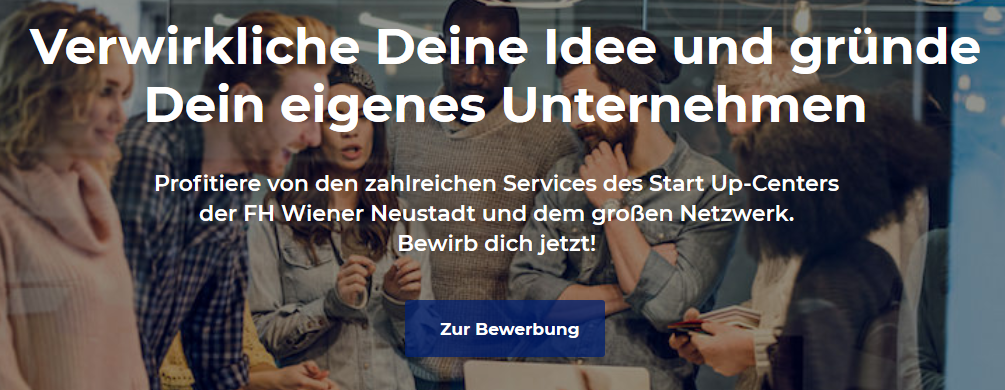 Verwirkliche Deine Idee und gründe
Dein eigenes Unternehmen
Profitiere von den zahlreichen Services des Start Up-Centers
der FH Wiener Neustadt und dem großen Netzwerk.
Bewirb dich jetzt!
Zur Bewerbung